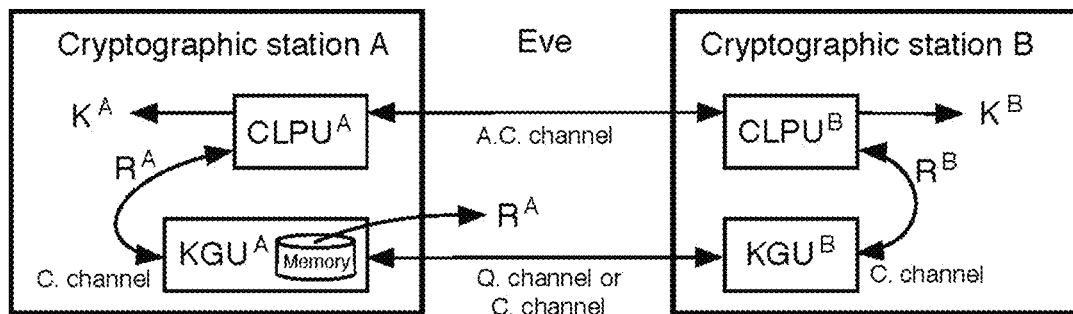 Cryptographic station A
Eve
Cryptographic station B
K^A
CLPU^A
A.C. channel
CLPU^B
K^B
R^A
R^B
R^A
KGU^A
Memory
KGU^B
C. channel
Q. channel or
C. channel
C. channel